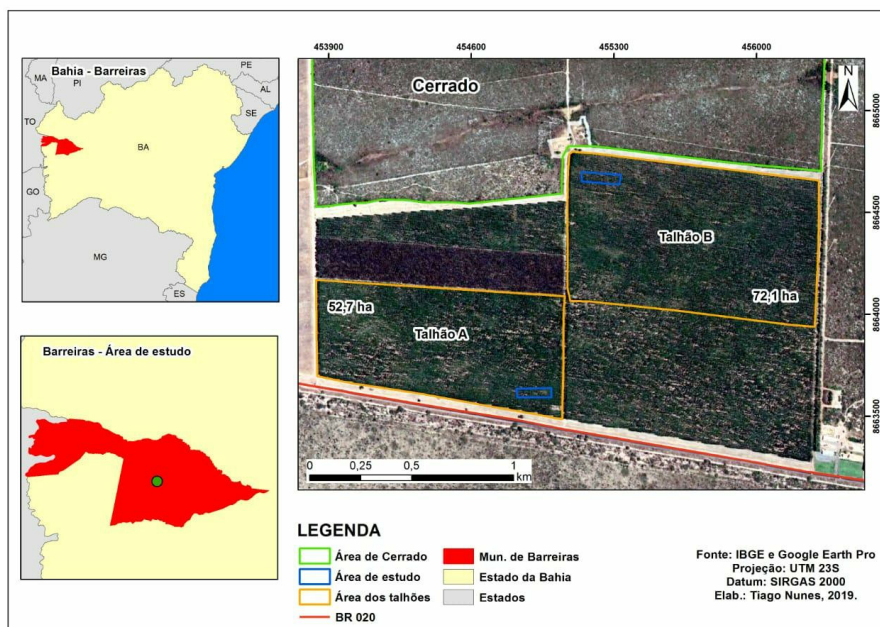 Bahia - Barreiras
MA
PI
PE
AL
SE
TO
BA
GO
MG
ES
Barreiras - Área de estudo
453900
454600
455300
456000
Cerrado
N
8665000
8664500
8664000
8663500
Talhão B
72,1 ha
52,7 ha
Talhão A
0
0,25
0,5
1
km
LEGENDA
Área de Cerrado
Área de estudo
Área dos talhões
BR 020
Mun. de Barreiras
Estado da Bahia
Estados
Fonte: IBGE e Google Earth Pro
Projeção: UTM 23S
Datum: SIRGAS 2000
Elab.: Tiago Nunes, 2019.